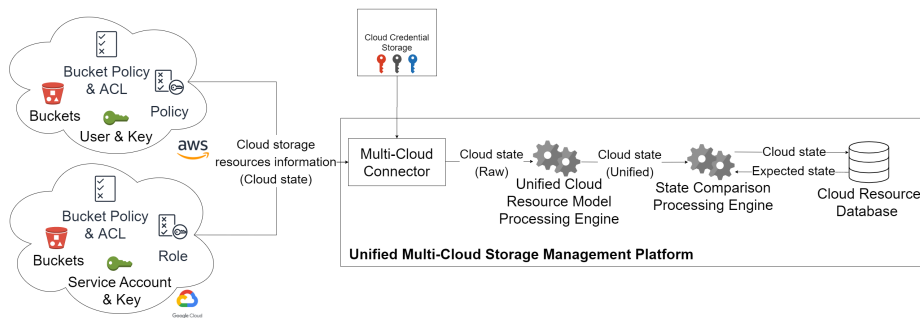 Bucket Policy
& ACL
Buckets
Policy
User & Key
aws
Bucket Policy
& ACL
Buckets
Role
Service Account
& Key
Google Cloud
Cloud storage
resources information
(Cloud state)
Cloud Credential
Storage
Multi-Cloud
Connector
Cloud state
(Raw)
Unified Cloud
Resource Model
Processing Engine
Cloud state
(Unified)
State Comparison
Processing Engine
Cloud state
Expected state
Cloud Resource
Database
Unified Multi-Cloud Storage Management Platform